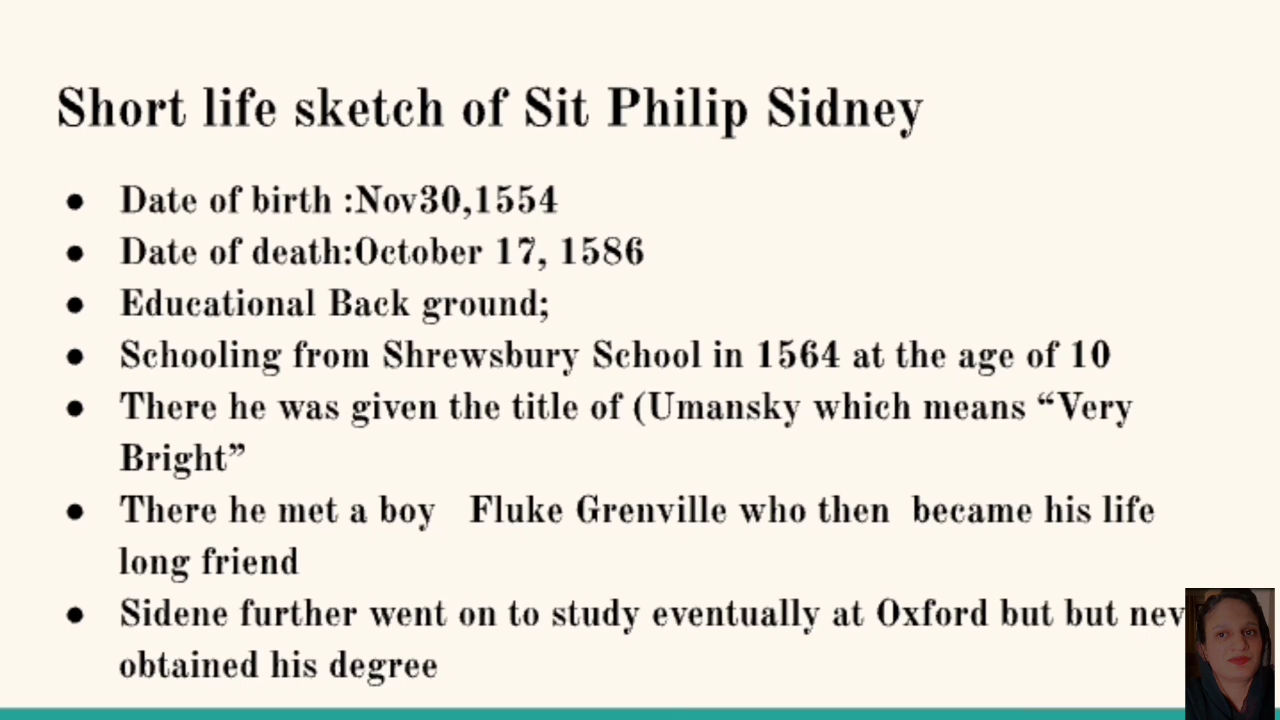 Short life sketch of Sit Philip Sidney
● Date of birth :Nov30,1554
● Date of death:October 17, 1586
● Educational Back ground;
● Schooling from Shrewsbury School in 1564 at the age of 10
● There he was given the title of (Umansky which means “Very
Bright”
● There he met a boy Fluke Grenville who then became his life
long friend
● Sidene further went on to study eventually at Oxford but but nev
obtained his degree